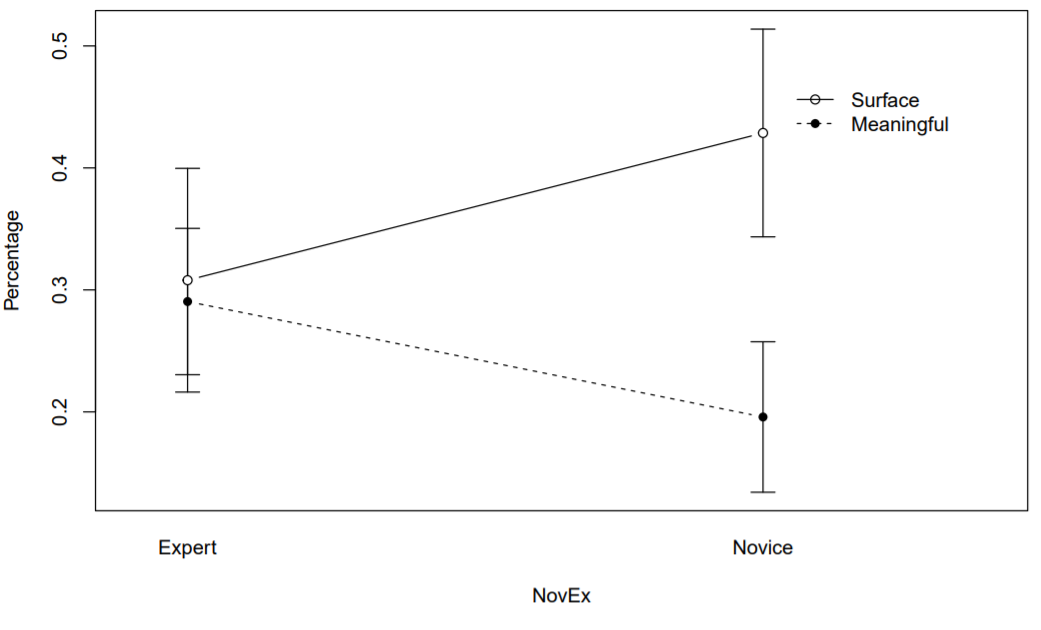 0.5
0.4
0.3
0.2
Percentage
Surface
Meaningful
Expert
Novice
NovEx